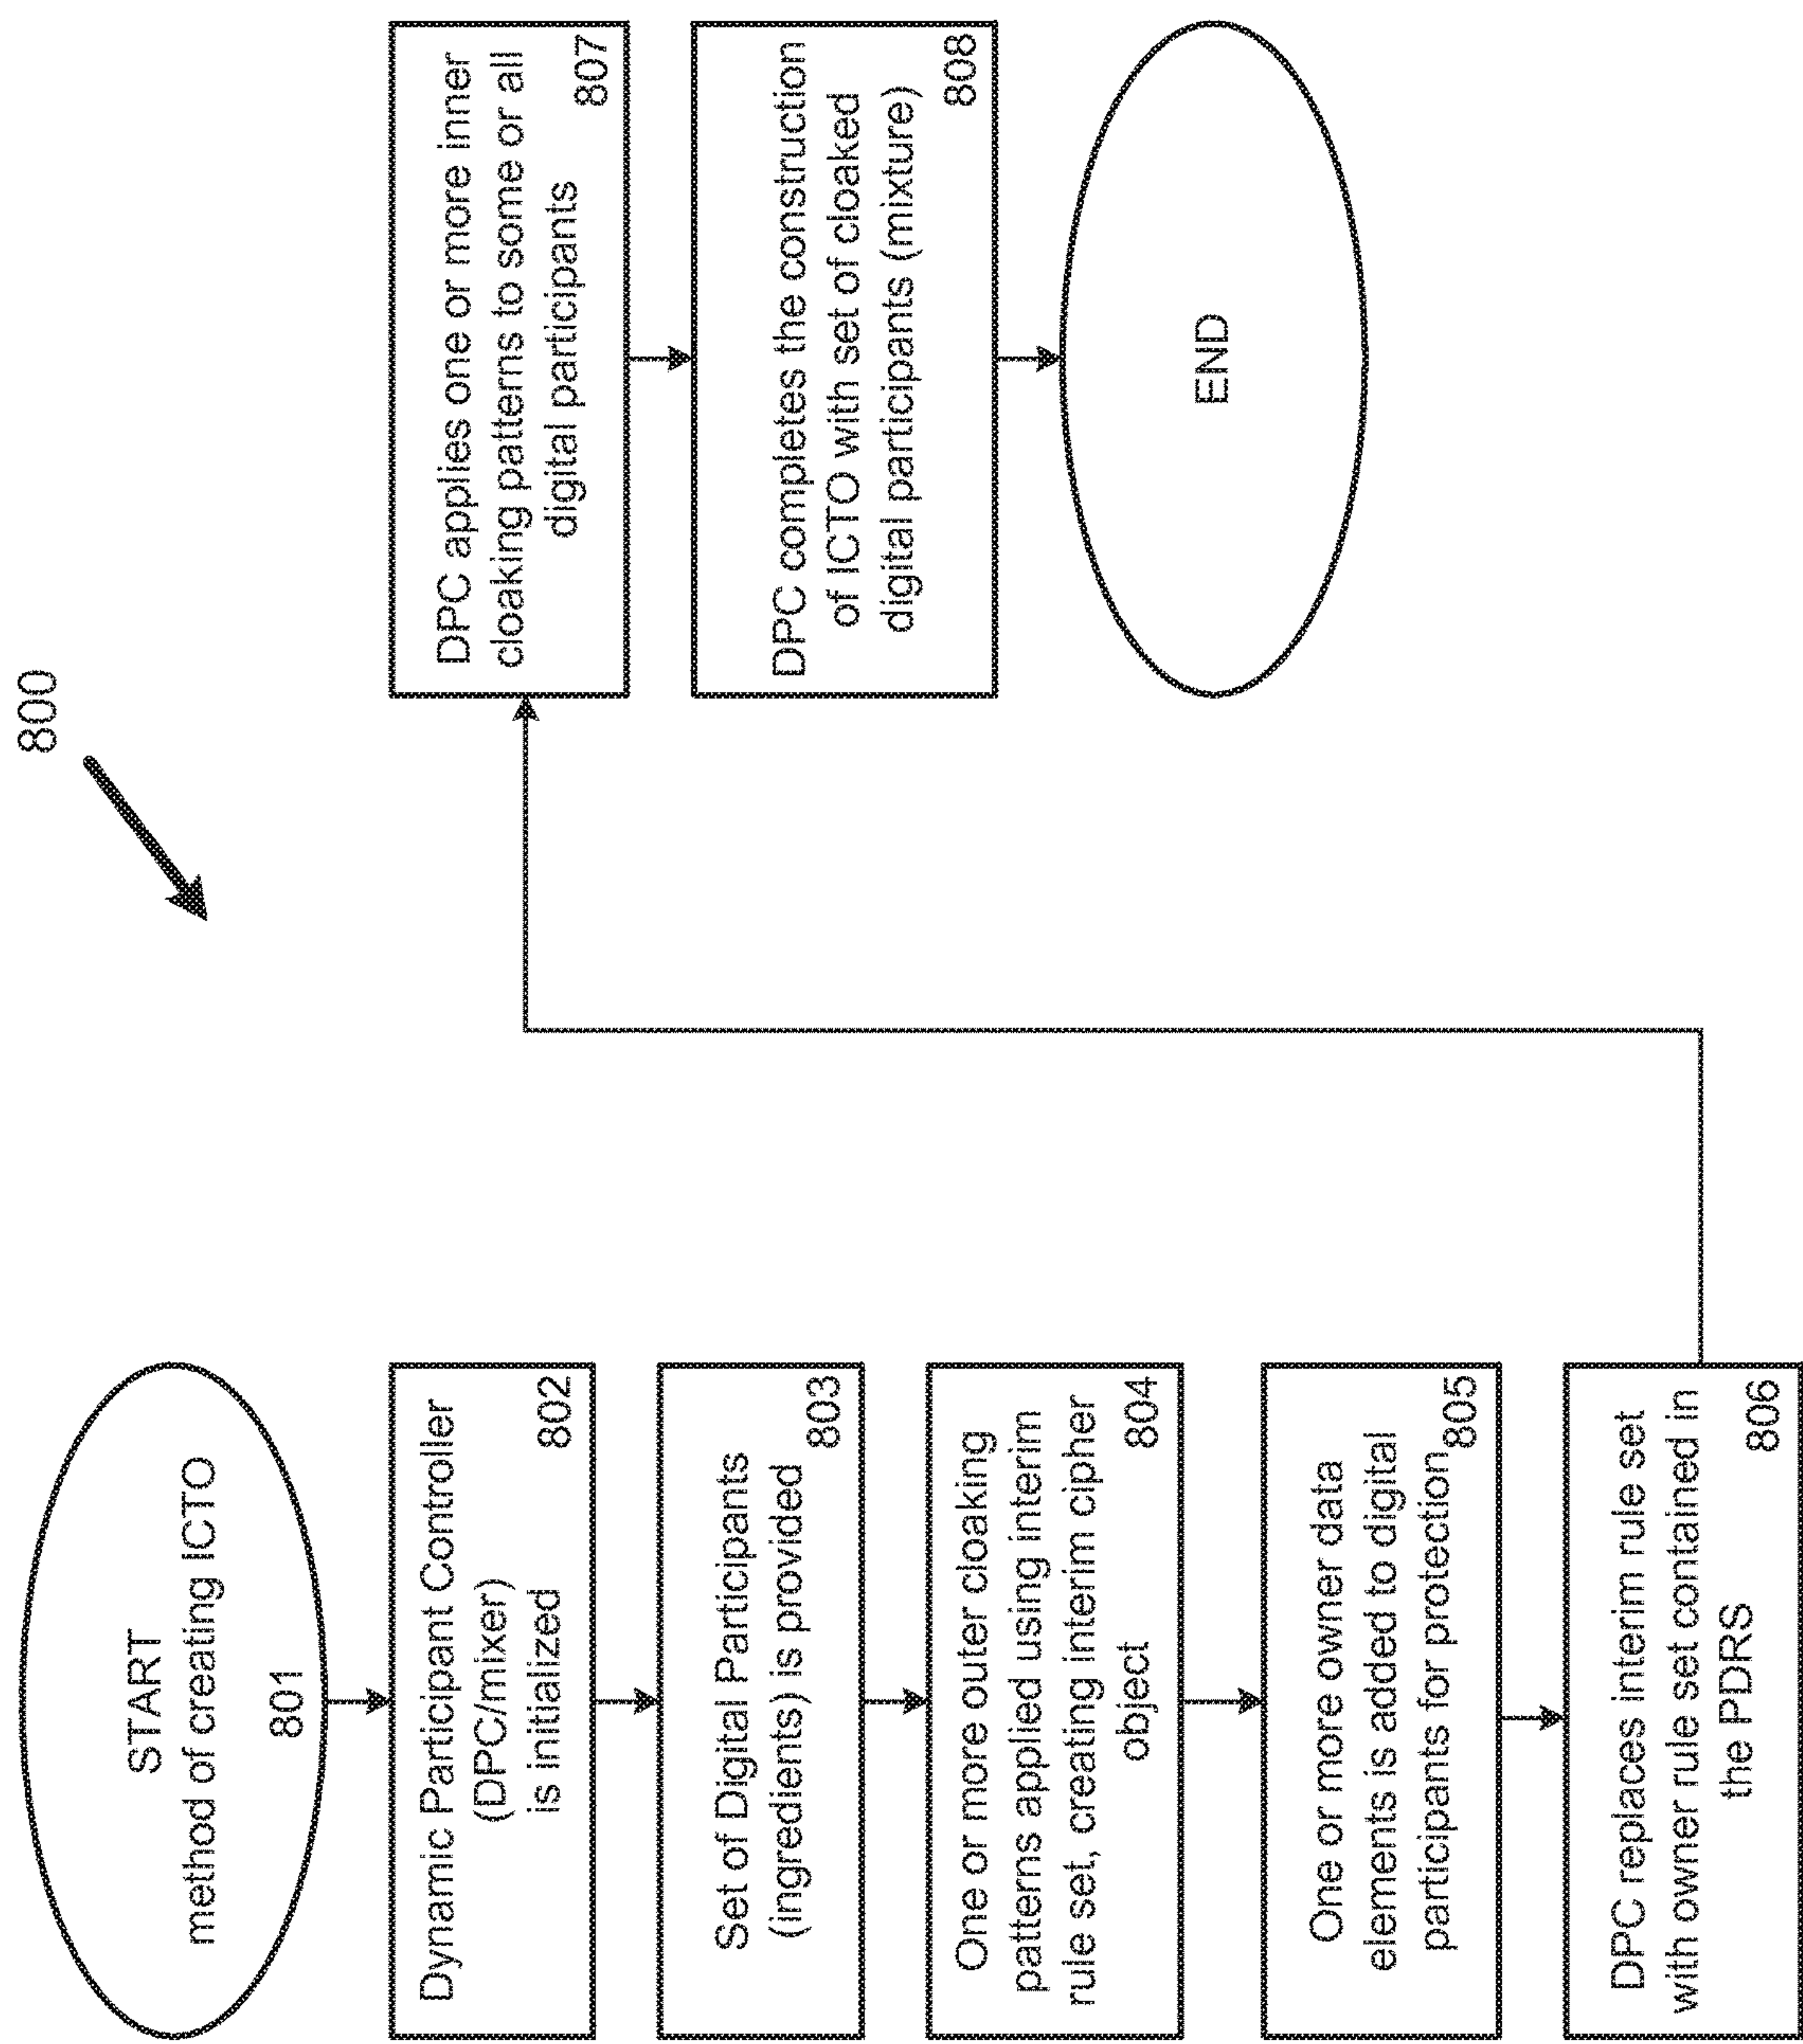 800
START
method of creating ICTO
801
Dynamic Participant Controller
(DPC/mixer)
is initialized
802
Set of Digital Participants
(ingredients) is provided
803
One or more outer cloaking
patterns applied using interim
rule set, creating interim cipher
object
804
One or more owner data
elements is added to digital
participants for protection
805
DPC replaces interim rule set
with owner rule set contained in
the PDRS
806
DPC applies one or more inner
cloaking patterns to some or all
digital participants
807
DPC completes the construction
of ICTO with set of cloaked
digital participants (mixture)
808
END